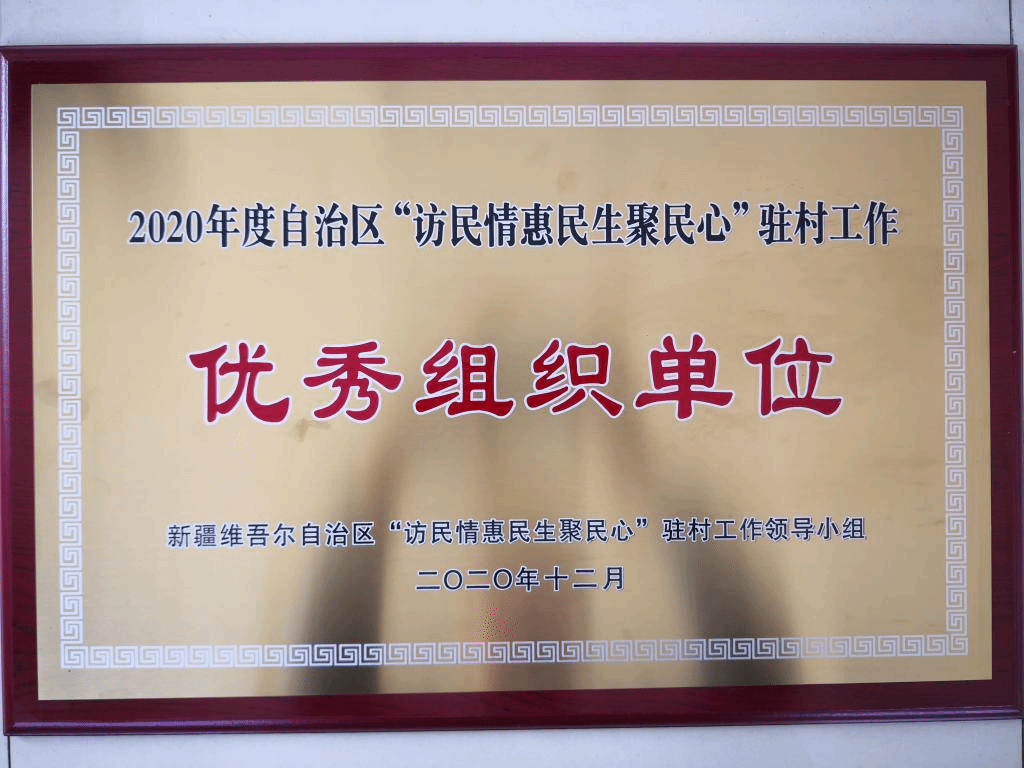 2020年度自治区“访民情惠民生聚民心”驻村工作
优秀组织单位
新疆维吾尔自治区“访民情惠民生聚民心”驻村工作领导小组
二〇二〇年十二月